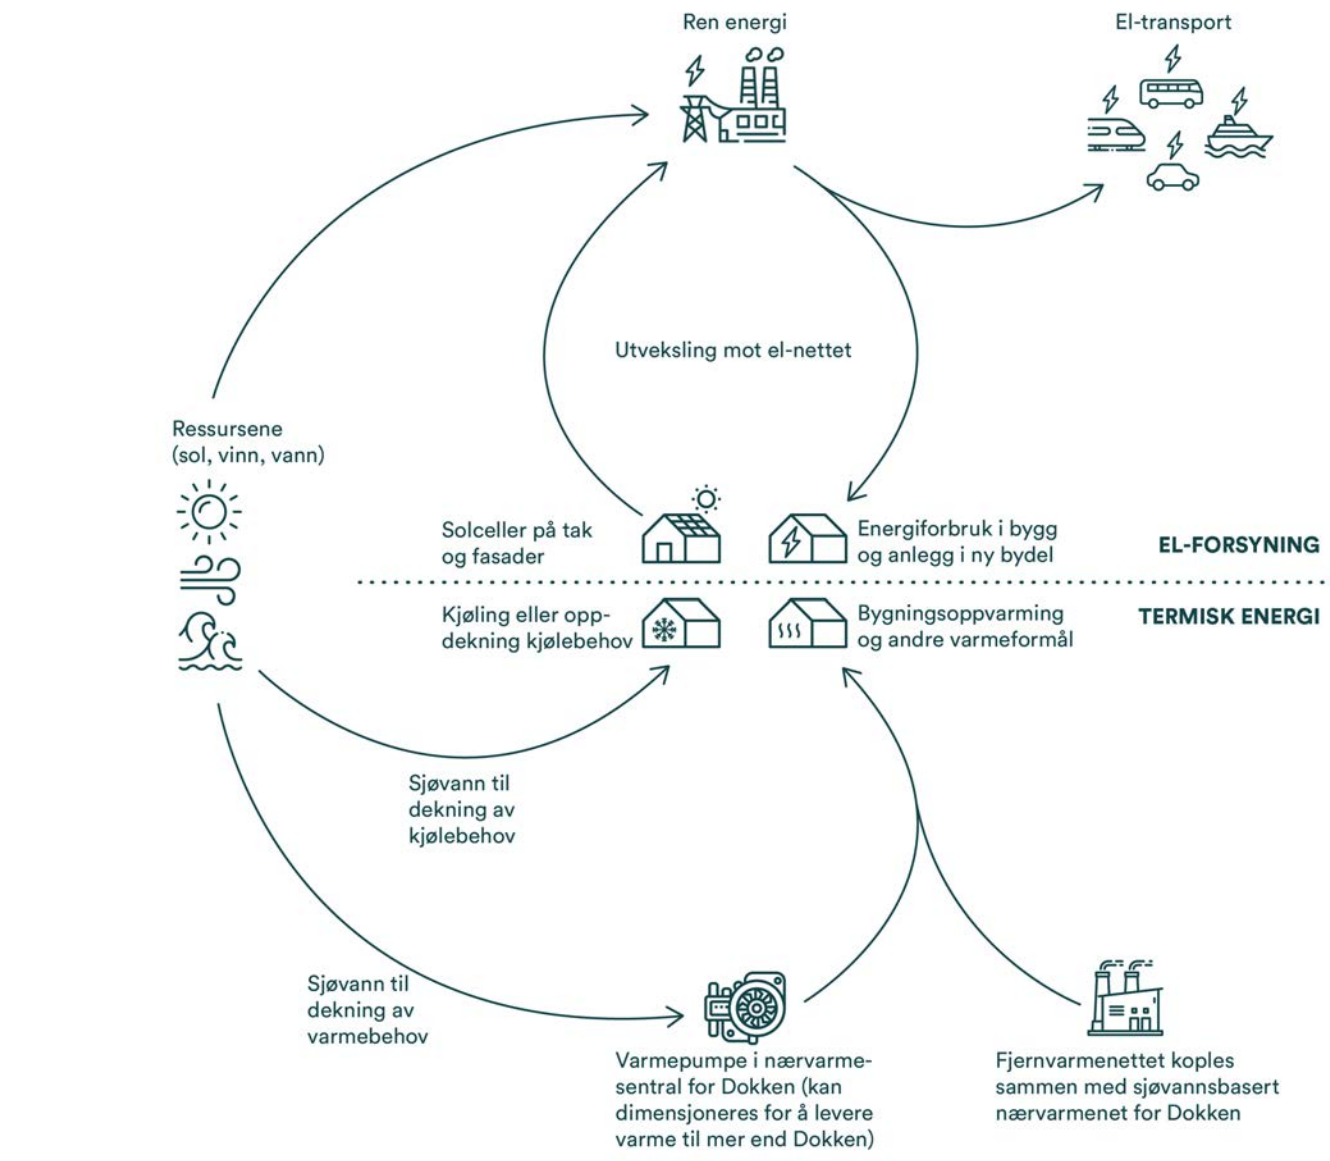 Ren energi
El-transport
Utveksling mot el-nettet
Ressursene
(sol, vinn, vann)
Solceller på tak
og fasader
Energiforbruk i bygg
og anlegg i ny bydel
EL-FORSYNING
Kjøling eller opp-
dekning kjølebehov
Bygningsoppvarming
og andre varmeformål
TERMISK ENERGI
Sjøvann til
dekning av
kjølebehov
Sjøvann til
dekning av
varmebehov
Varmepumpe i nærvarme-
sentral for Dokken (kan
dimensjoneres for å levere
varme til mer end Dokken)
Fjernvarmenettet koples
sammen med sjøvannsbasert
nærvarmenet for Dokken